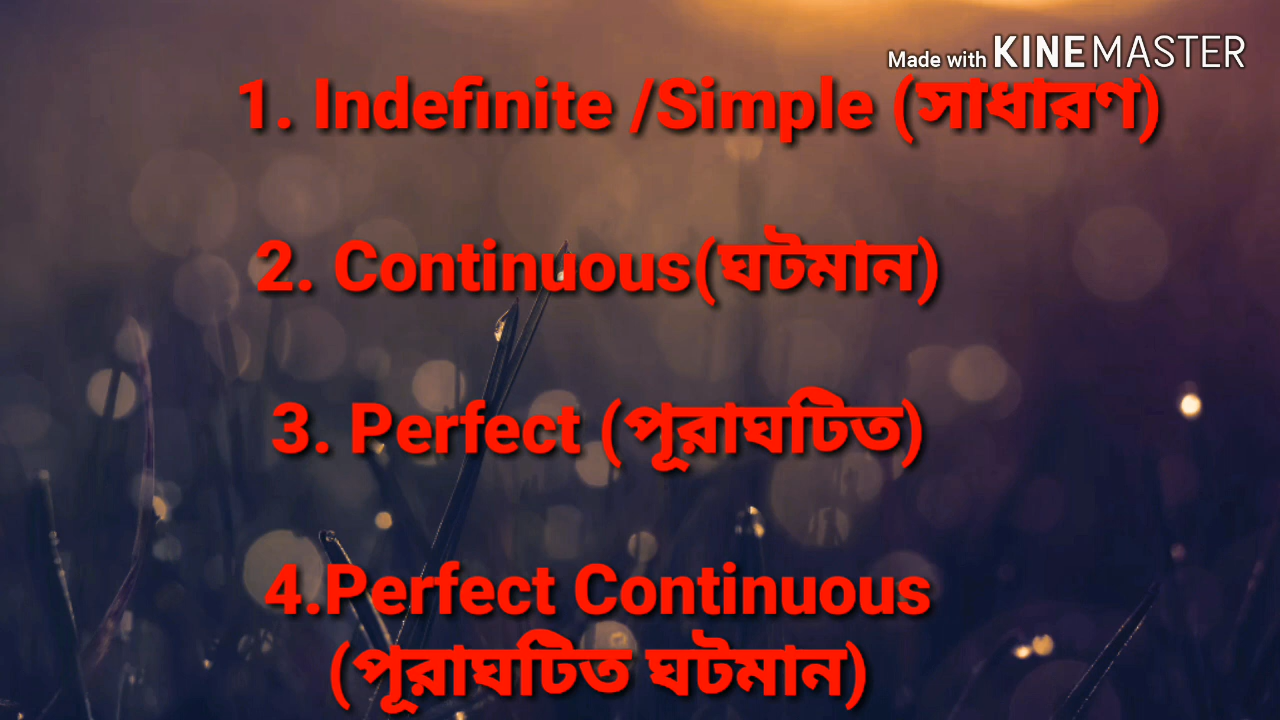 Made with KINEMASTER
1. Indefinite /Simple (সাধারণ)
2. Continuous(ঘটমান)
3. Perfect (পূরাঘটিত)
4.Perfect Continuous
(পূরাঘটিত ঘটমান)